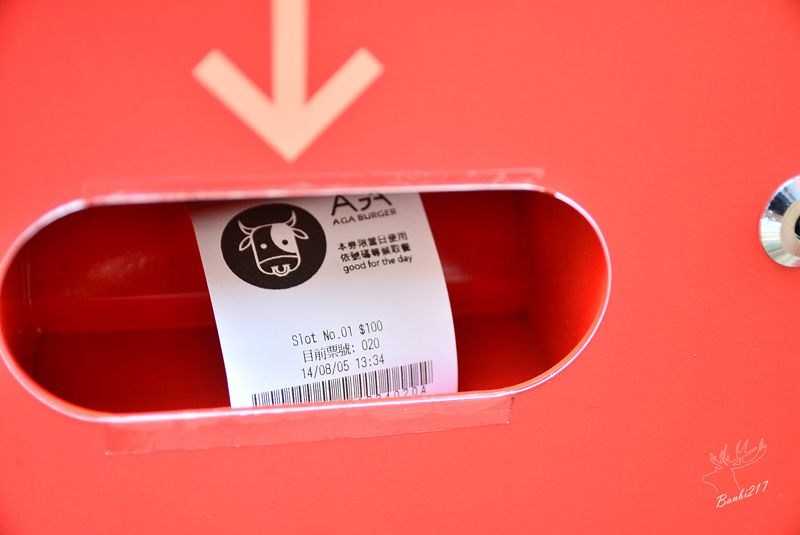 AGA
AGA BURGER
本券限當日使用
依號碼等候取餐
good for the day
Slot No.01 $100
目前票號: 020
14/08/05 13:34
Banbi217